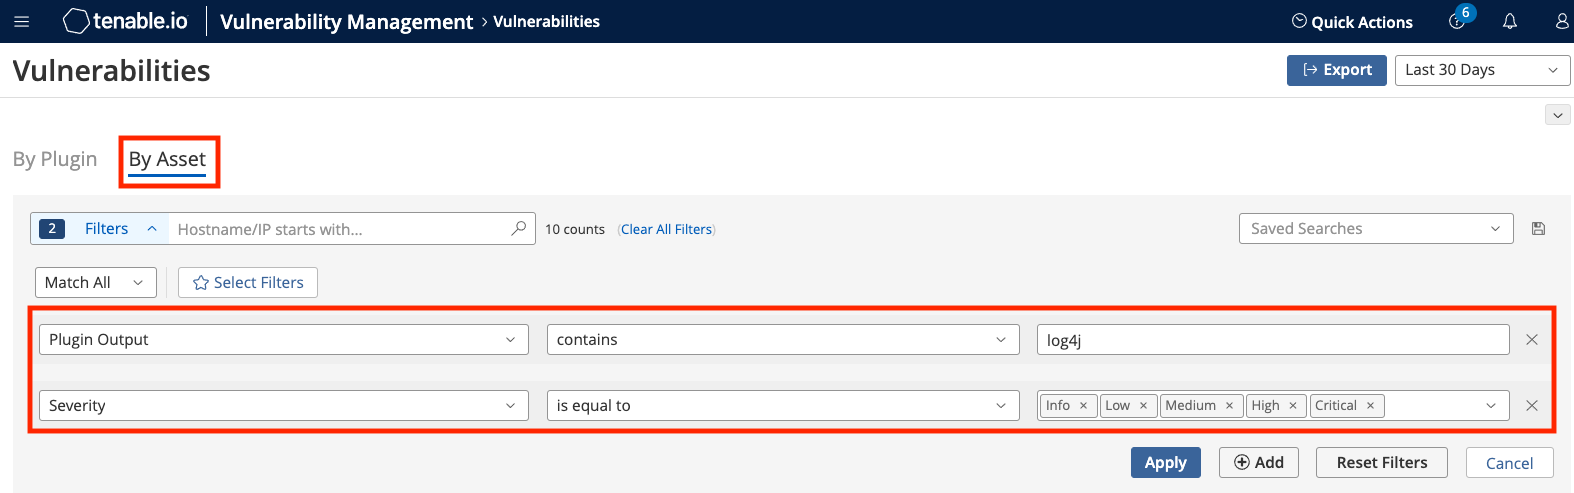 tenable.io Vulnerability Management > Vulnerabilities Quick Actions 6
Vulnerabilities Export Last 30 Days
By Plugin By Asset
2 Filters Hostname/IP starts with... 10 counts (Clear All Filters) Saved Searches
Match All Select Filters
Plugin Output contains log4j
Severity is equal to Info × Low × Medium × High × Critical ×
Apply Add Reset Filters Cancel